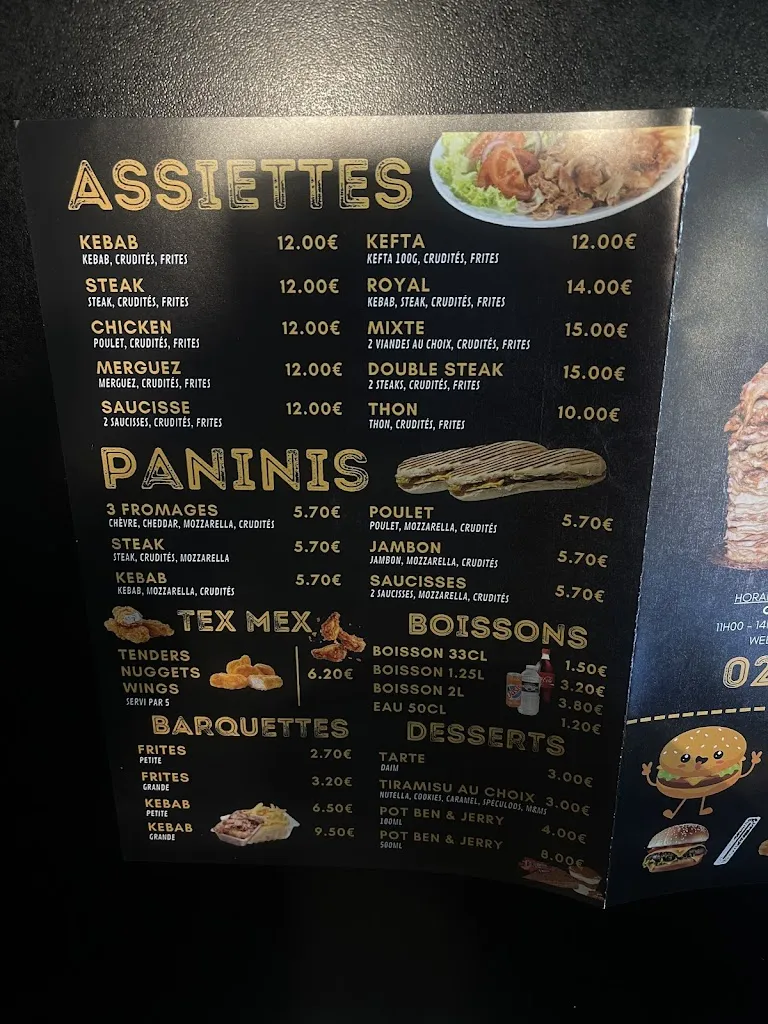 ASSIETTES
KEBAB 12.00€
KEBAB, CRUDITÉS, FRITES
STEAK 12.00€
STEAK, CRUDITÉS, FRITES
CHICKEN 12.00€
POULET, CRUDITÉS, FRITES
MERGUEZ 12.00€
MERGUEZ, CRUDITÉS, FRITES
SAUCISSE 12.00€
2 SAUCISSES, CRUDITÉS, FRITES
KEFTA 12.00€
KEFTA 100G, CRUDITÉS, FRITES
ROYAL 14.00€
KEBAB, STEAK, CRUDITÉS, FRITES
MIXTE 15.00€
2 VIANDES AU CHOIX, CRUDITÉS, FRITES
DOUBLE STEAK 15.00€
2 STEAKS, CRUDITÉS, FRITES
THON 10.00€
THON, CRUDITÉS, FRITES
PANINIS
3 FROMAGES 5.70€
CHÈVRE, CHEDDAR, MOZZARELLA, CRUDITÉS
STEAK 5.70€
STEAK, CRUDITÉS, MOZZARELLA
KEBAB 5.70€
KEBAB, MOZZARELLA, CRUDITÉS
POULET 5.70€
POULET, MOZZARELLA, CRUDITÉS
JAMBON 5.70€
JAMBON, MOZZARELLA, CRUDITÉS
SAUCISSES 5.70€
2 SAUCISSES, MOZZARELLA, CRUDITÉS
TEX MEX
TENDERS
NUGGETS 6.20€
WINGS
SERVI PAR 5
BOISSONS
BOISSON 33CL 1.50€
BOISSON 1.25L 3.20€
BOISSON 2L 3.80€
EAU 50CL 1.20€
BARQUETTES
FRITES 2.70€
PETITE
FRITES 3.20€
GRANDE
KEBAB 6.50€
PETITE
KEBAB 9.50€
GRANDE
DESSERTS
TARTE 3.00€
DAIM
TIRAMISU AU CHOIX 3.00€
NUTELLA, COOKIES, CARAMEL, SPÉCULOOS, M&MS
POT BEN & JERRY 4.00€
100ML
POT BEN & JERRY 8.00€
500ML
11H00 - 14
02